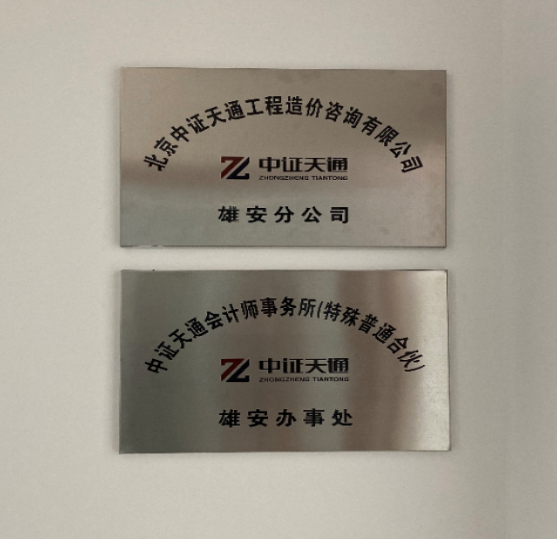 北京中证天通工程造价咨询有限公司
中证天通
ZHONGZHENG TIANTONG
雄安分公司
中证天通会计师事务所(特殊普通合伙)
中证天通
ZHONGZHENG TIANTONG
雄安办事处